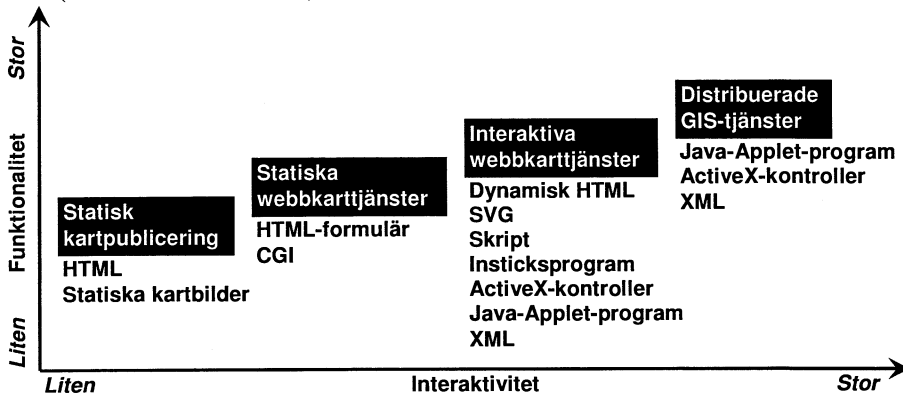 Stor
Funktionalitet
Liten
Statisk
kartpublicering
HTML
Statiska kartbilder
Statiska
webbkarttjänster
HTML-formulär
CGI
Interaktiva
webbkarttjänster
Dynamisk HTML
SVG
Skript
Insticksprogram
ActiveX-kontroller
Java-Applet-program
XML
Distribuerade
GIS-tjänster
Java-Applet-program
ActiveX-kontroller
XML
Liten
Interaktivitet
Stor